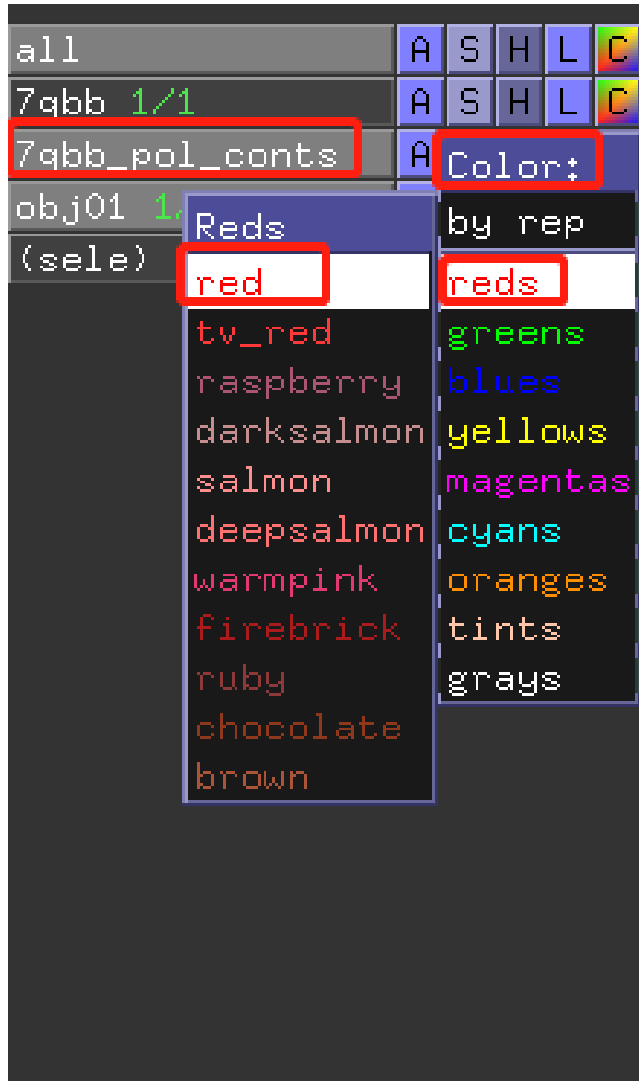 all A S H L C
7qbb 1/1 A S H L C
7qbb_pol_conts A
obj01 1/
(sele)
Color:
by rep
reds
greens
blues
yellows
magentas
cyans
oranges
tints
grays
Reds
red
tv_red
raspberry
darksalmon
salmon
deepsalmon
warmpink
firebrick
ruby
chocolate
brown